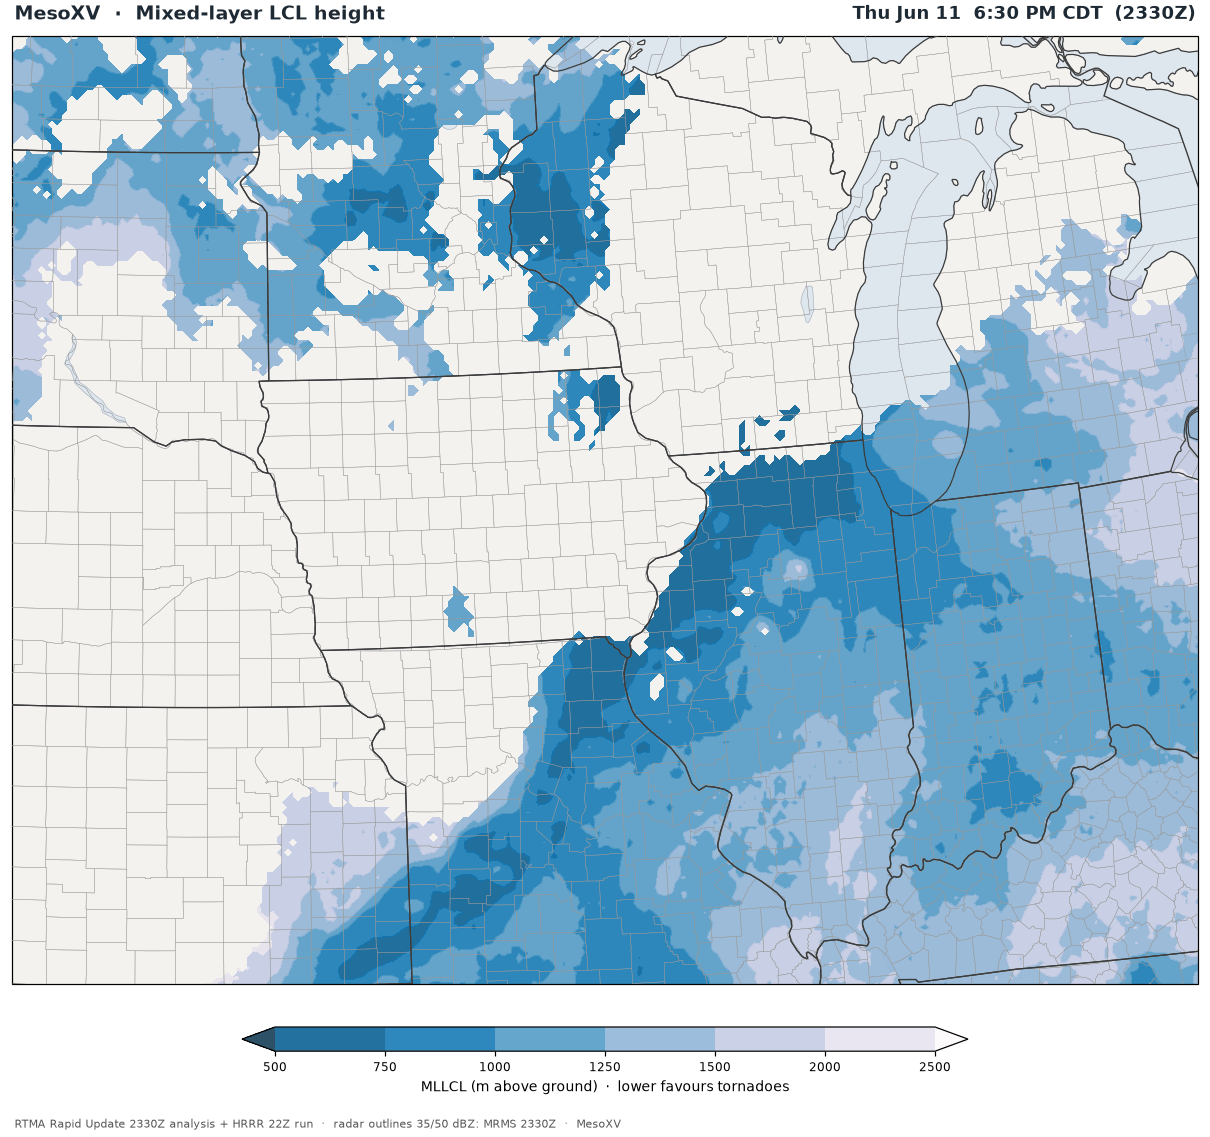 MesoXV · Mixed-layer LCL height
Thu Jun 11 6:30 PM CDT (2330Z)
500 750 1000 1250 1500 2000 2500
MLLCL (m above ground) · lower favours tornadoes
RTMA Rapid Update 2330Z analysis + HRRR 22Z run · radar outlines 35/50 dBZ: MRMS 2330Z · MesoXV